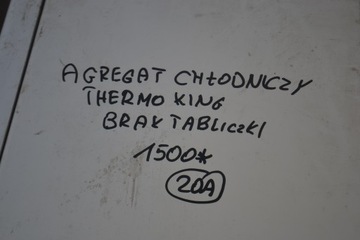 AGREGAT CHŁODNICZY
THERMO KING
BRAK TABLICZKI
1500*
20A